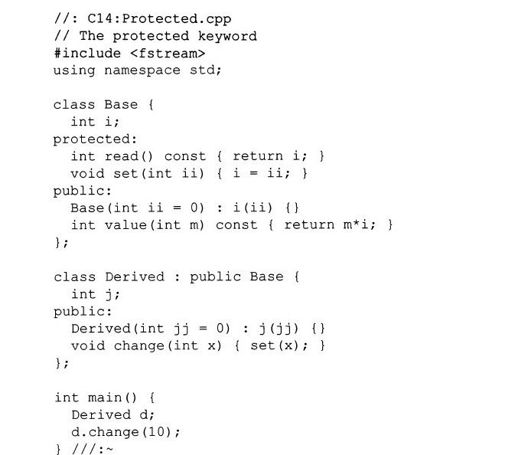 //: C14:Protected.cpp
// The protected keyword
#include <fstream>
using namespace std;

class Base {
  int i;
protected:
  int read() const { return i; }
  void set(int ii) { i = ii; }
public:
  Base(int ii = 0) : i(ii) {}
  int value(int m) const { return m*i; }
};

class Derived : public Base {
  int j;
public:
  Derived(int jj = 0) : j(jj) {}
  void change(int x) { set(x); }
};

int main() {
  Derived d;
  d.change(10);
} ///:~